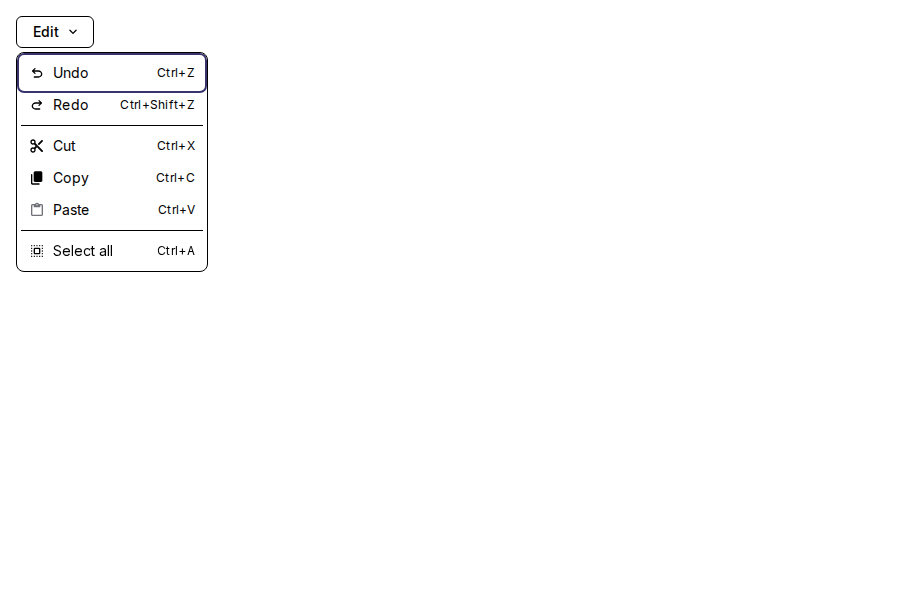 Edit
Undo Ctrl+Z
Redo Ctrl+Shift+Z
Cut Ctrl+X
Copy Ctrl+C
Paste Ctrl+V
Select all Ctrl+A